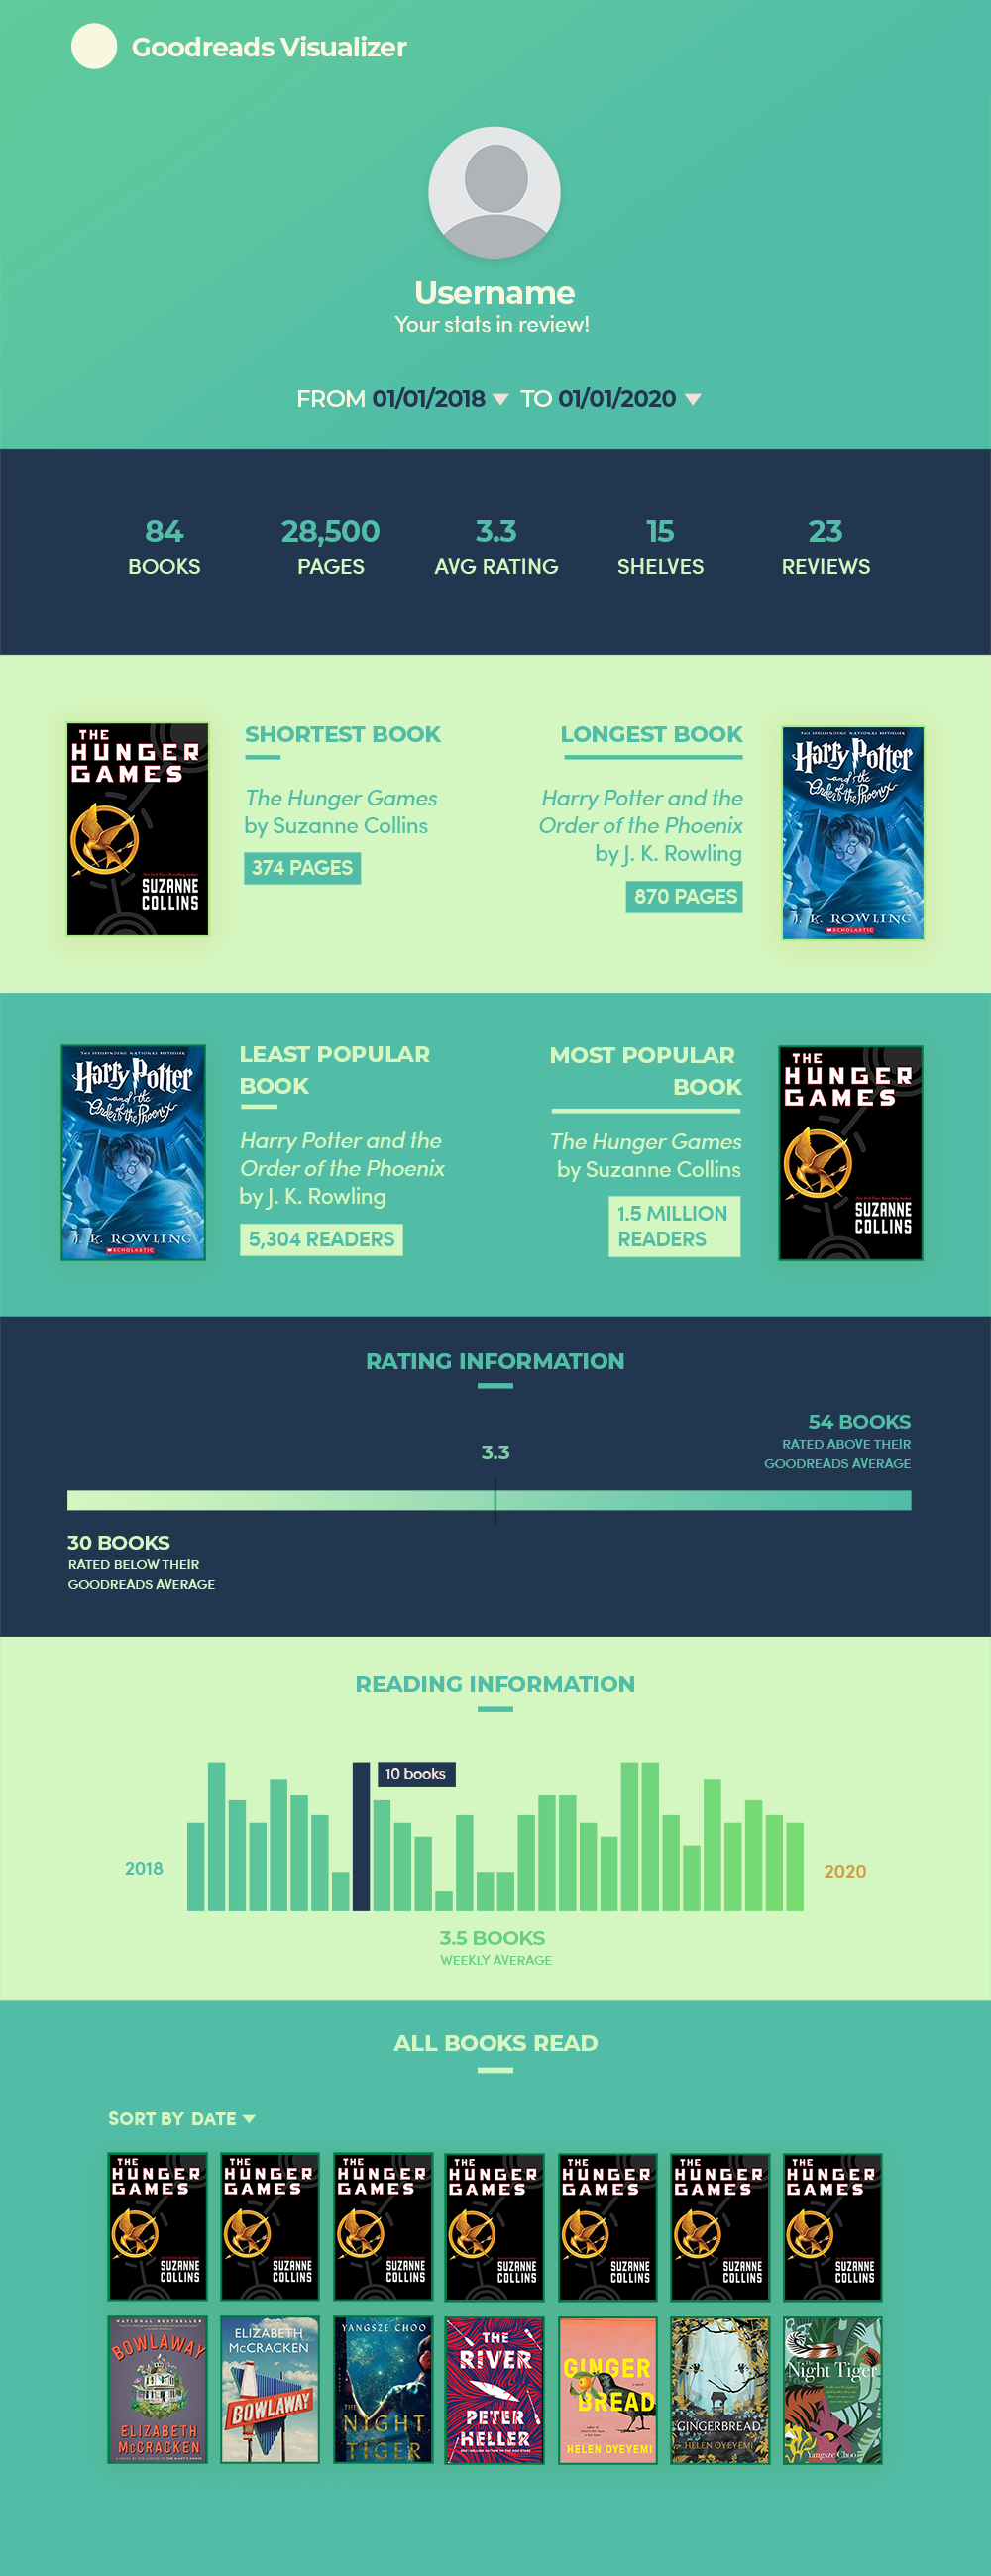 Goodreads Visualizer
Username
Your stats in review!
FROM 01/01/2018 TO 01/01/2020
84
BOOKS
28,500
PAGES
3.3
AVG RATING
15
SHELVES
23
REVIEWS
THE
HUNGER
GAMES
SUZANNE
COLLINS
SHORTEST BOOK
The Hunger Games
by Suzanne Collins
374 PAGES
LONGEST BOOK
Harry Potter and the
Order of the Phoenix
by J. K. Rowling
870 PAGES
Harry Potter
and the
Order of the Phoenix
J. K. ROWLING
SCHOLASTIC
Harry Potter
and the
Order of the Phoenix
J. K. ROWLING
SCHOLASTIC
LEAST POPULAR
BOOK
Harry Potter and the
Order of the Phoenix
by J. K. Rowling
5,304 READERS
MOST POPULAR
BOOK
The Hunger Games
by Suzanne Collins
1.5 MILLION
READERS
THE
HUNGER
GAMES
SUZANNE
COLLINS
RATING INFORMATION
54 BOOKS
RATED ABOVE THEIR
GOODREADS AVERAGE
3.3
30 BOOKS
RATED BELOW THEIR
GOODREADS AVERAGE
READING INFORMATION
10 books
2018
2020
3.5 BOOKS
WEEKLY AVERAGE
ALL BOOKS READ
SORT BY DATE
THE
HUNGER
GAMES
SUZANNE
COLLINS
THE
HUNGER
GAMES
SUZANNE
COLLINS
THE
HUNGER
GAMES
SUZANNE
COLLINS
THE
HUNGER
GAMES
SUZANNE
COLLINS
THE
HUNGER
GAMES
SUZANNE
COLLINS
THE
HUNGER
GAMES
SUZANNE
COLLINS
THE
HUNGER
GAMES
SUZANNE
COLLINS
NATIONAL BESTSELLER
BOWLAWAY
ELIZABETH
McCRACKEN
ELIZABETH
McCRACKEN
BOWLAWAY
YANGSZE CHOO
THE
NIGHT
TIGER
THE
RIVER
PETER
HELLER
GINGER
BREAD
HELEN OYEYEMI
GINGERBREAD
HELEN OYEYEMI
The
Night Tiger
Yangsze Choo